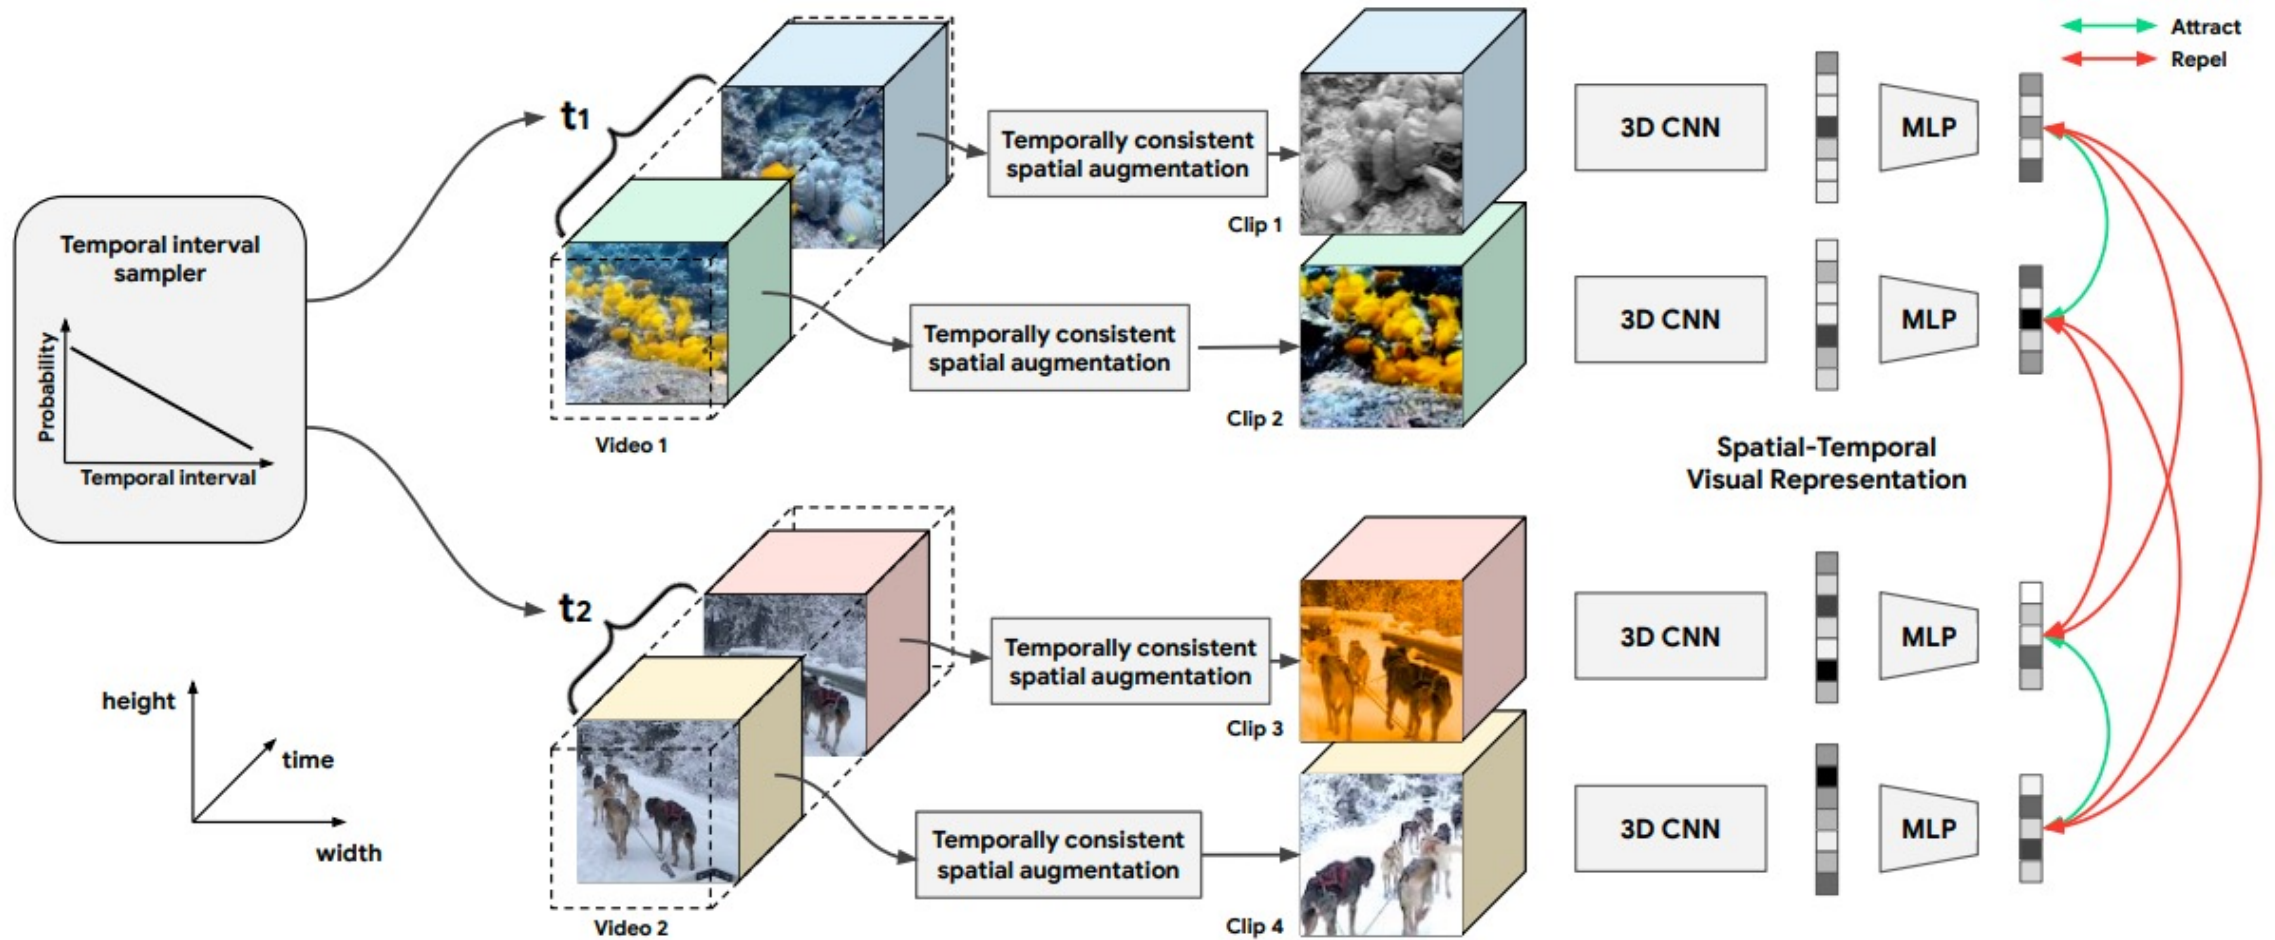 Attract
Repel
t1
Temporally consistent
spatial augmentation
3D CNN
MLP
Clip 1
Temporal interval
sampler
Probability
Temporal interval
Temporally consistent
spatial augmentation
3D CNN
MLP
Clip 2
Video 1
Spatial-Temporal
Visual Representation
t2
Temporally consistent
spatial augmentation
3D CNN
MLP
Clip 3
height
time
width
Temporally consistent
spatial augmentation
3D CNN
MLP
Clip 4
Video 2